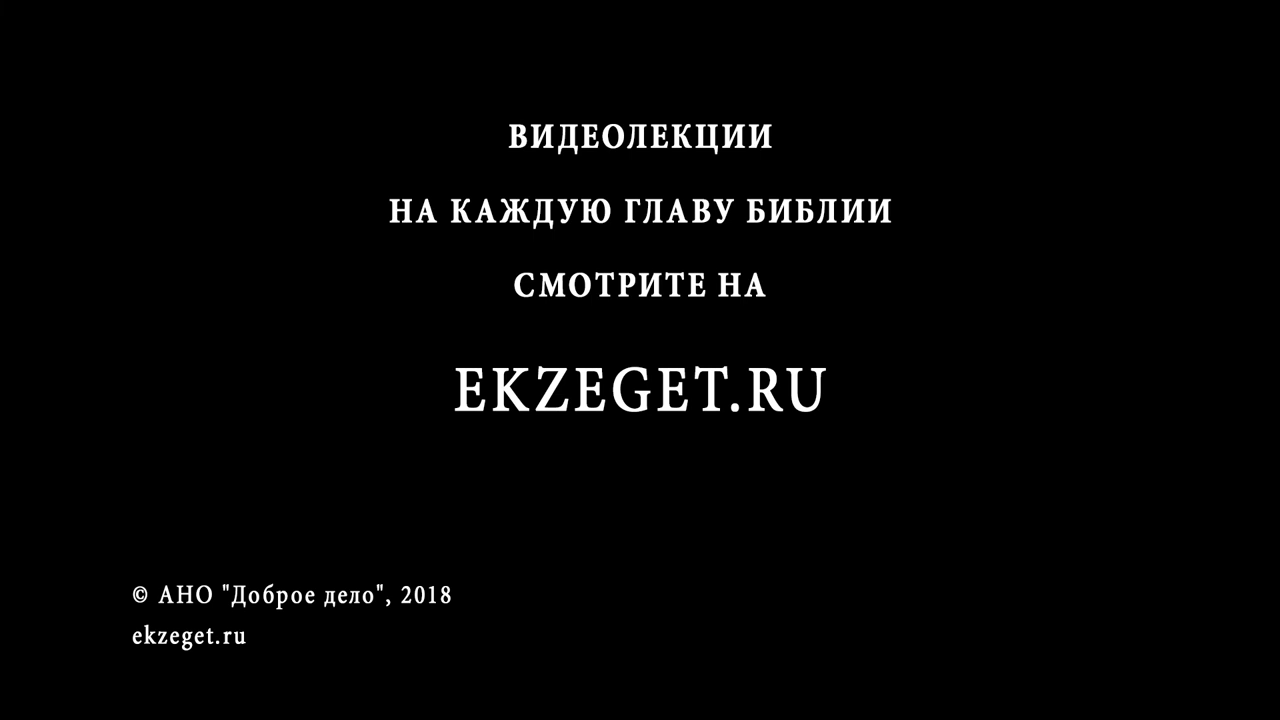 ВИДЕОЛЕКЦИИ
НА КАЖДУЮ ГЛАВУ БИБЛИИ
СМОТРИТЕ НА
EKZEGET.RU
© АНО "Доброе дело", 2018
ekzeget.ru